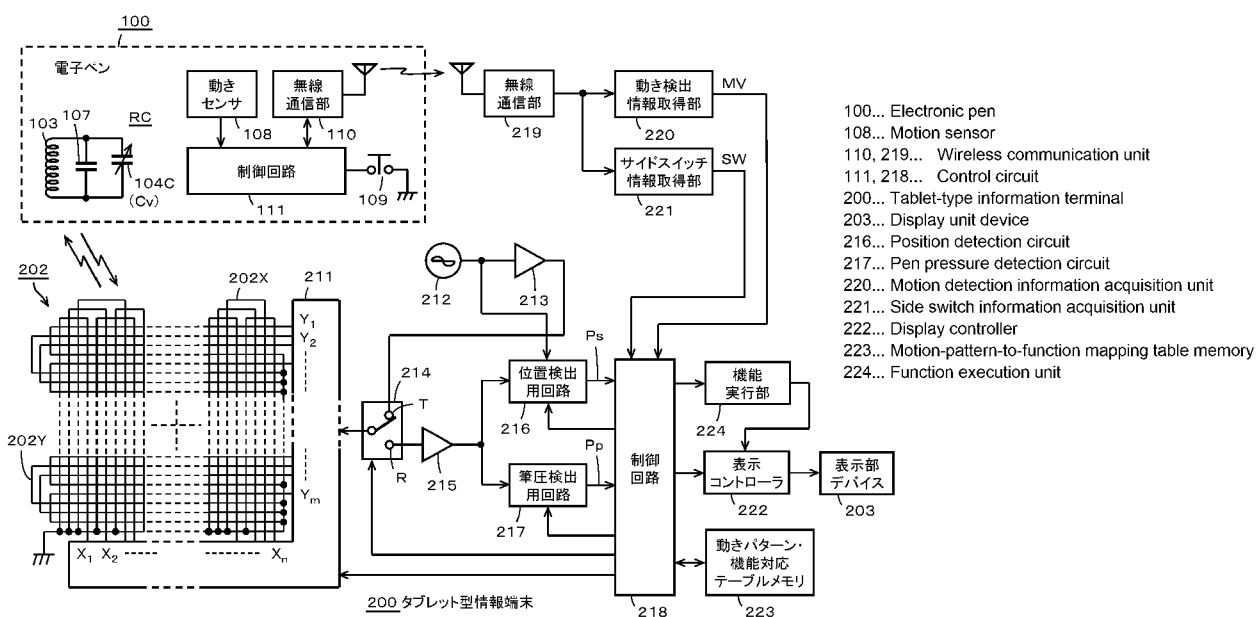 100
電子ペン
RC
103
107
104C
(Cv)
動き
センサ
108
無線
通信部
110
制御回路
111
109
無線
通信部
219
動き検出
情報取得部
220
MV
サイドスイッチ
情報取得部
221
SW
202
202X
211
202Y
Y1
Y2
Ym
X1
X2
Xn
212
213
214
T
R
215
位置検出
用回路
216
Ps
筆圧検出
用回路
217
Pp
制御
回路
218
機能
実行部
224
表示
コントローラ
222
表示部
デバイス
203
動きパターン・
機能対応
テーブルメモリ
223
200 タブレット型情報端末
100... Electronic pen
108... Motion sensor
110, 219... Wireless communication unit
111, 218... Control circuit
200... Tablet-type information terminal
203... Display unit device
216... Position detection circuit
217... Pen pressure detection circuit
220... Motion detection information acquisition unit
221... Side switch information acquisition unit
222... Display controller
223... Motion-pattern-to-function mapping table memory
224... Function execution unit